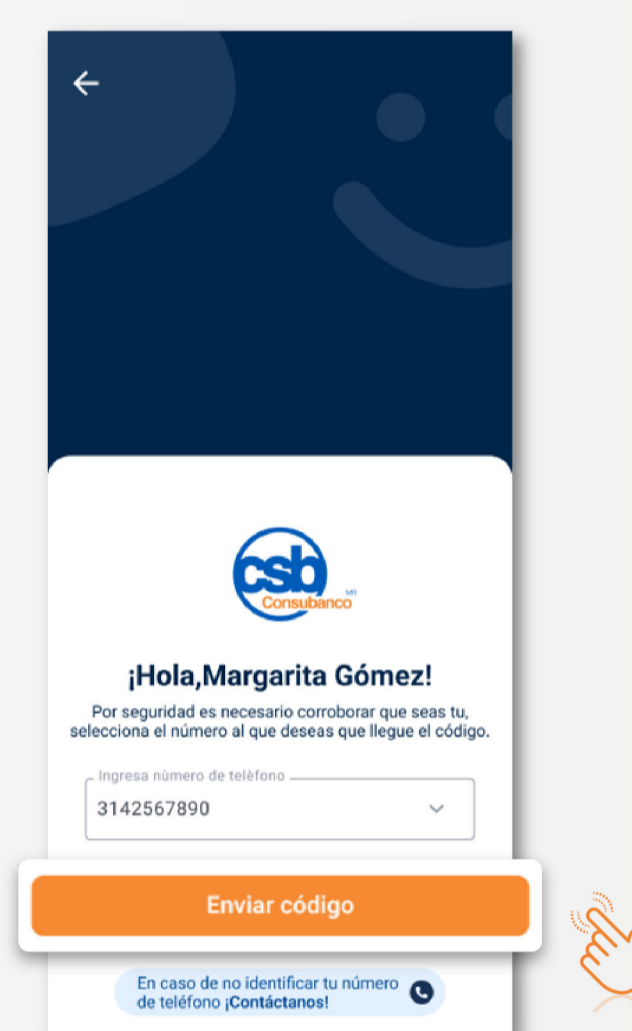 csb
Consubanco
MR
¡Hola,Margarita Gómez!
Por seguridad es necesario corroborar que seas tu,
selecciona el número al que deseas que llegue el código.
Ingresa nùmero de telèfono
3142567890
Enviar código
En caso de no identificar tu número
de teléfono ¡Contáctanos!